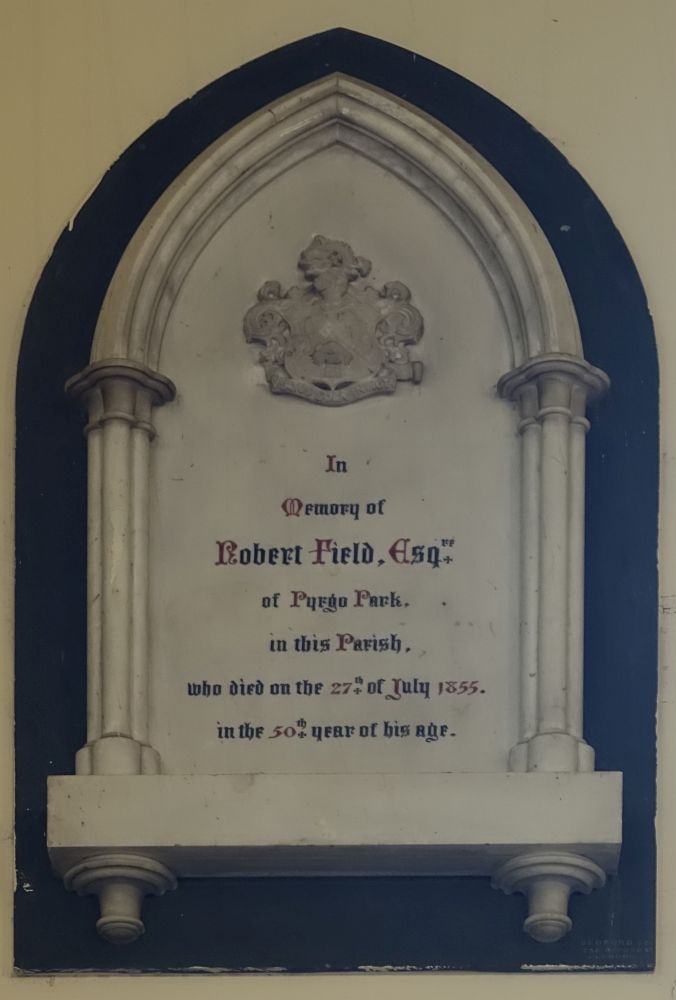 In
Memory of
Robert Field, Esqre
of Pyrgo Park,
in this Parish,
who died on the 27th of July 1855.
in the 50th year of his age.